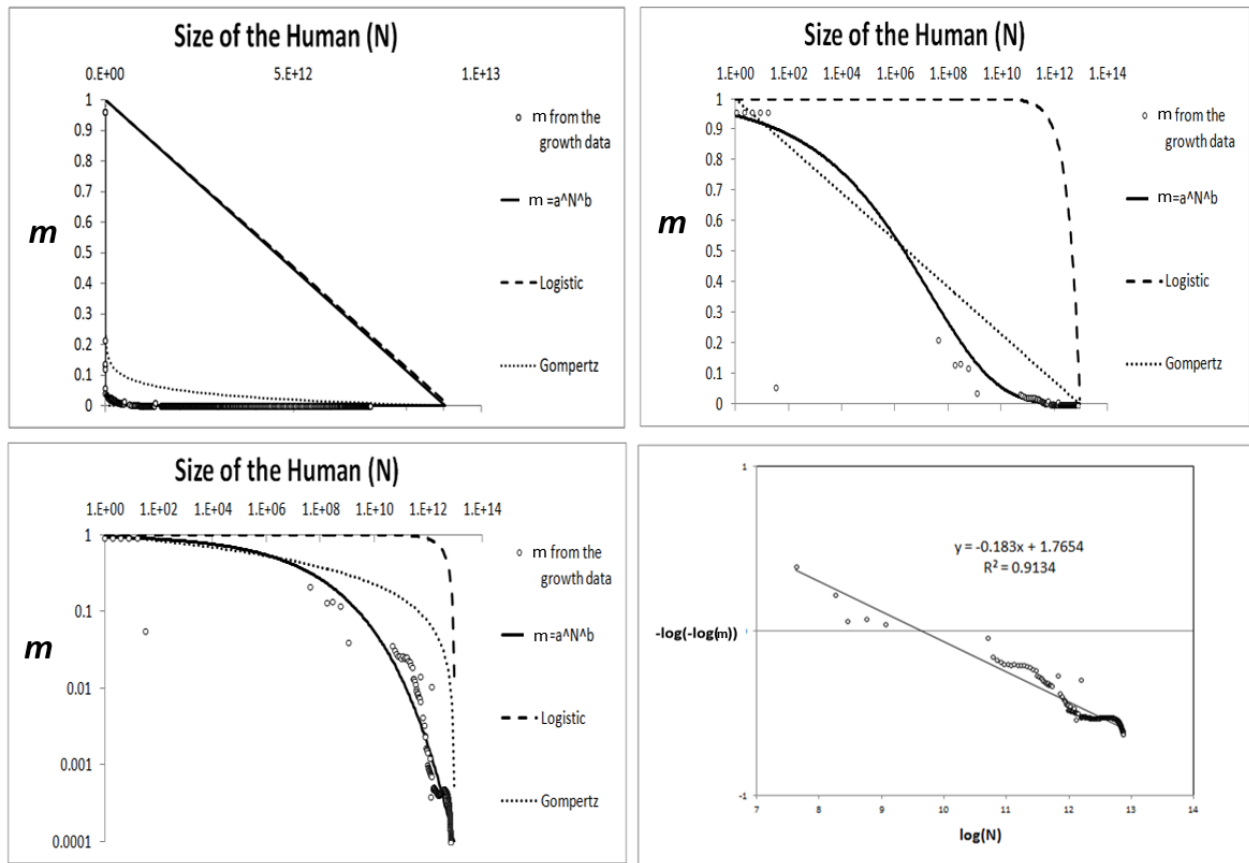 Size of the Human (N)
0.E+00 5.E+12 1.E+13
1
0.9
0.8
0.7
0.6
0.5
0.4
0.3
0.2
0.1
0
m
m from the
growth data
m =a^N^b
Logistic
Gompertz
Size of the Human (N)
1.E+00 1.E+02 1.E+04 1.E+06 1.E+08 1.E+10 1.E+12 1.E+14
1
0.9
0.8
0.7
0.6
0.5
0.4
0.3
0.2
0.1
0
m
m from the
growth data
m=a^N^b
Logistic
Gompertz
Size of the Human (N)
1.E+00 1.E+02 1.E+04 1.E+06 1.E+08 1.E+10 1.E+12 1.E+14
1
0.1
0.01
0.001
0.0001
m
m from the
growth data
m=a^N^b
Logistic
Gompertz
1
y = -0.183x + 1.7654
R² = 0.9134
-log(-log(m))
-1
7 8 9 10 11 12 13 14
log(N)